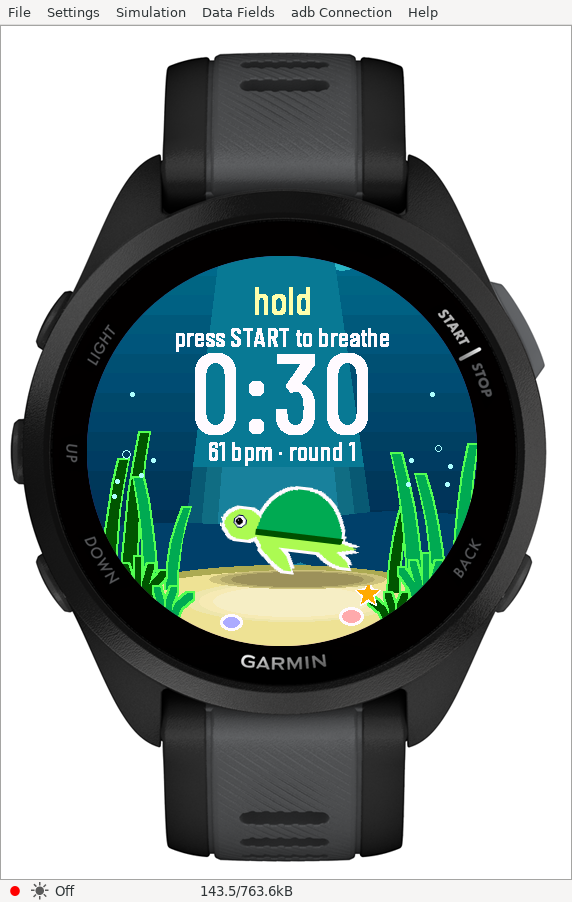 File Settings Simulation Data Fields adb Connection Help
LIGHT
START
STOP
hold
press START to breathe
0:30
61 bpm · round 1
UP
DOWN
BACK
GARMIN
Off 143.5/763.6kB